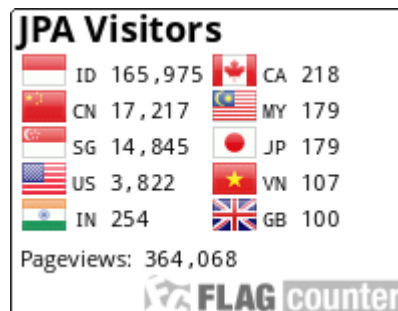 JPA Visitors
ID 165,975 CA 218
CN 17,217 MY 179
SG 14,845 JP 179
US 3,822 VN 107
IN 254 GB 100
Pageviews: 364,068
FC FLAG counter